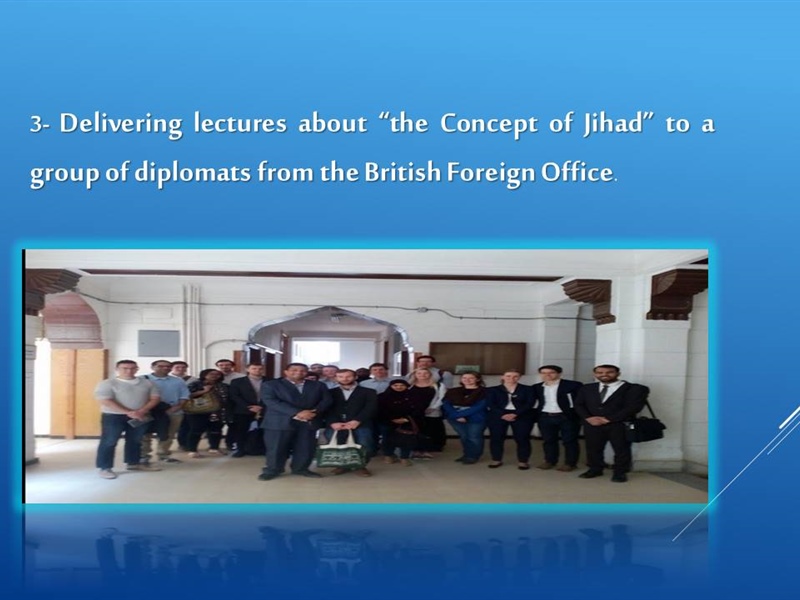 3- Delivering lectures about “the Concept of Jihad” to a
group of diplomats from the British Foreign Office.